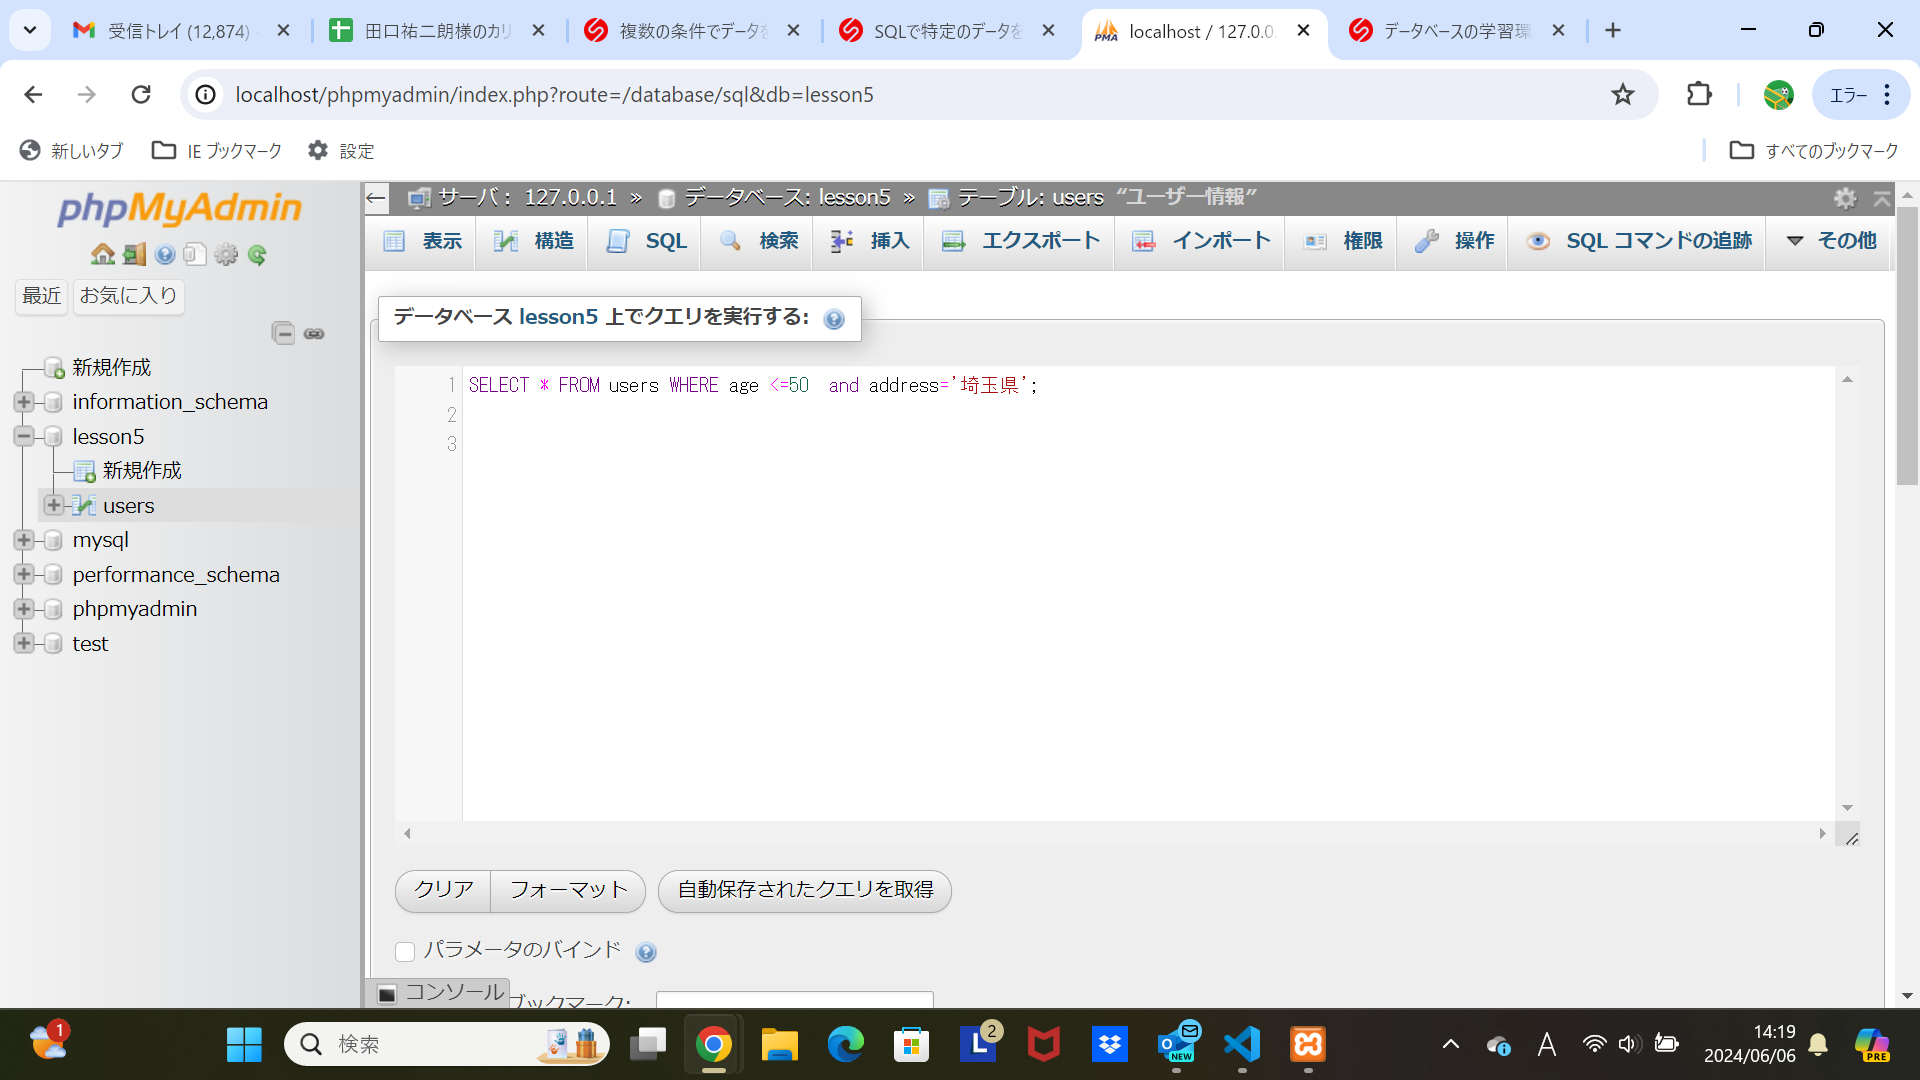 受信トレイ (12,874)
田口祐二朗様のカリ
複数の条件でデータを
SQLで特定のデータを
localhost / 127.0.0.
データベースの学習環
localhost/phpmyadmin/index.php?route=/database/sql&db=lesson5
エラー
新しいタブ
IE ブックマーク
設定
すべてのブックマーク
phpMyAdmin
最近
お気に入り
新規作成
information_schema
lesson5
新規作成
users
mysql
performance_schema
phpmyadmin
test
サーバ: 127.0.0.1 » データベース: lesson5 » テーブル: users “ユーザー情報”
表示
構造
SQL
検索
挿入
エクスポート
インポート
権限
操作
SQL コマンドの追跡
その他
データベース lesson5 上でクエリを実行する:
1 SELECT * FROM users WHERE age <=50  and address='埼玉県';
2
3
クリア
フォーマット
自動保存されたクエリを取得
パラメータのバインド
コンソール
ブックマーク:
1
検索
L
2
NEW
A
14:19
2024/06/06
PRE